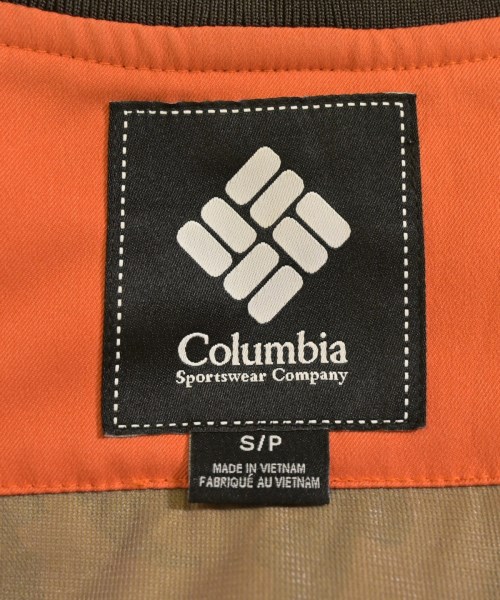 Columbia
Sportswear Company
S/P
MADE IN VIETNAM
FABRIQUÉ AU VIETNAM